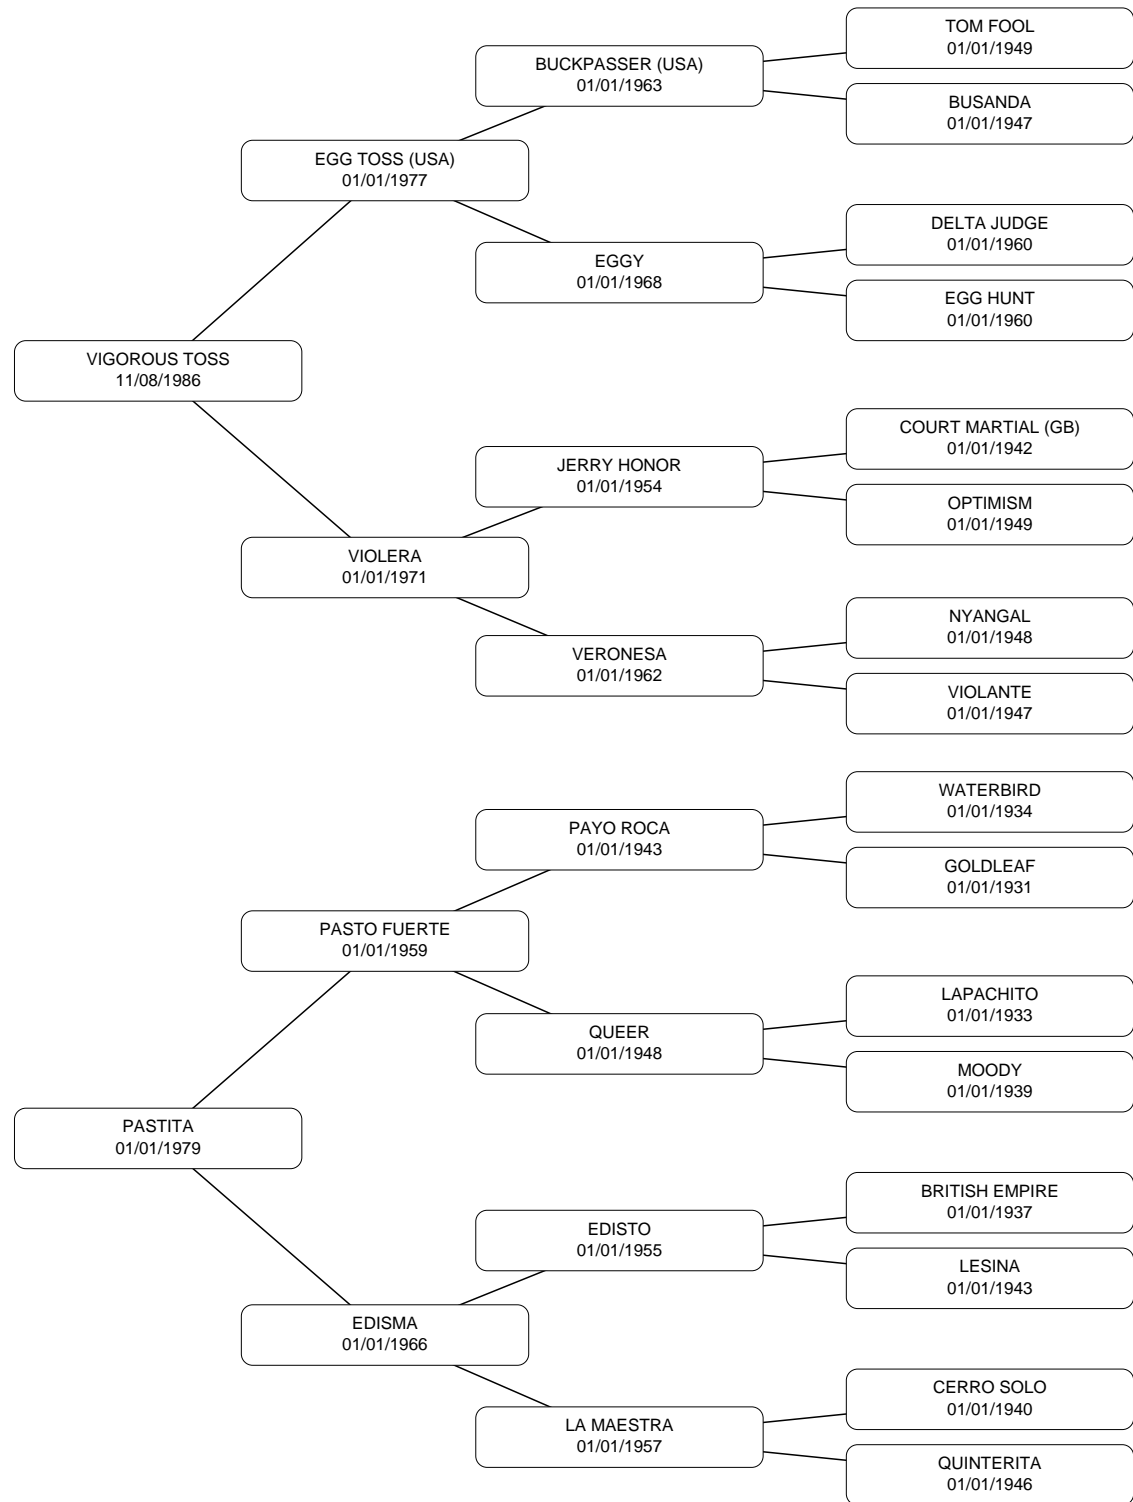 TOM FOOL
01/01/1949
BUCKPASSER (USA)
01/01/1963
BUSANDA
01/01/1947
EGG TOSS (USA)
01/01/1977
DELTA JUDGE
01/01/1960
EGGY
01/01/1968
EGG HUNT
01/01/1960
VIGOROUS TOSS
11/08/1986
COURT MARTIAL (GB)
01/01/1942
JERRY HONOR
01/01/1954
OPTIMISM
01/01/1949
VIOLERA
01/01/1971
NYANGAL
01/01/1948
VERONESA
01/01/1962
VIOLANTE
01/01/1947
WATERBIRD
01/01/1934
PAYO ROCA
01/01/1943
GOLDLEAF
01/01/1931
PASTO FUERTE
01/01/1959
LAPACHITO
01/01/1933
QUEER
01/01/1948
MOODY
01/01/1939
PASTITA
01/01/1979
BRITISH EMPIRE
01/01/1937
EDISTO
01/01/1955
LESINA
01/01/1943
EDISMA
01/01/1966
CERRO SOLO
01/01/1940
LA MAESTRA
01/01/1957
QUINTERITA
01/01/1946